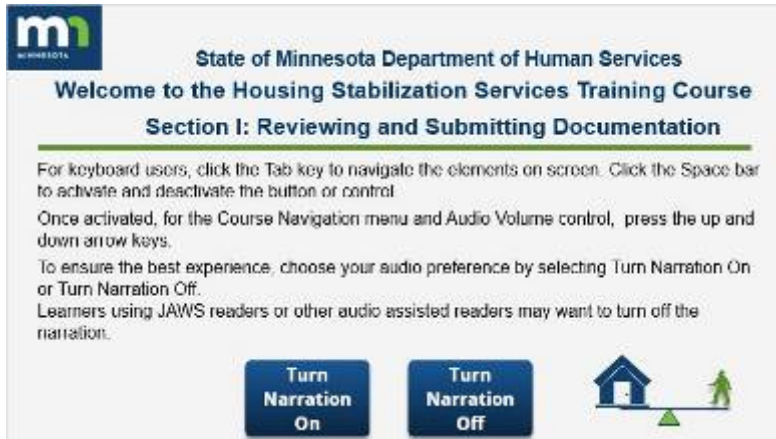 MINNESOTA
State of Minnesota Department of Human Services
Welcome to the Housing Stabilization Services Training Course
Section I: Reviewing and Submitting Documentation
For keyboard users, click the Tab key to navigate the elements on screen. Click the Space bar
to activate and deactivate the button or control
Once activated, for the Course Navigation menu and Audio Volume control, press the up and
down arrow keys.
To ensure the best experience, choose your audio preference by selecting Turn Narration On
or Turn Narration Off.
Learners using JAWS readers or other audio assisted readers may want to turn off the
narration.
Turn
Narration
On
Turn
Narration
Off